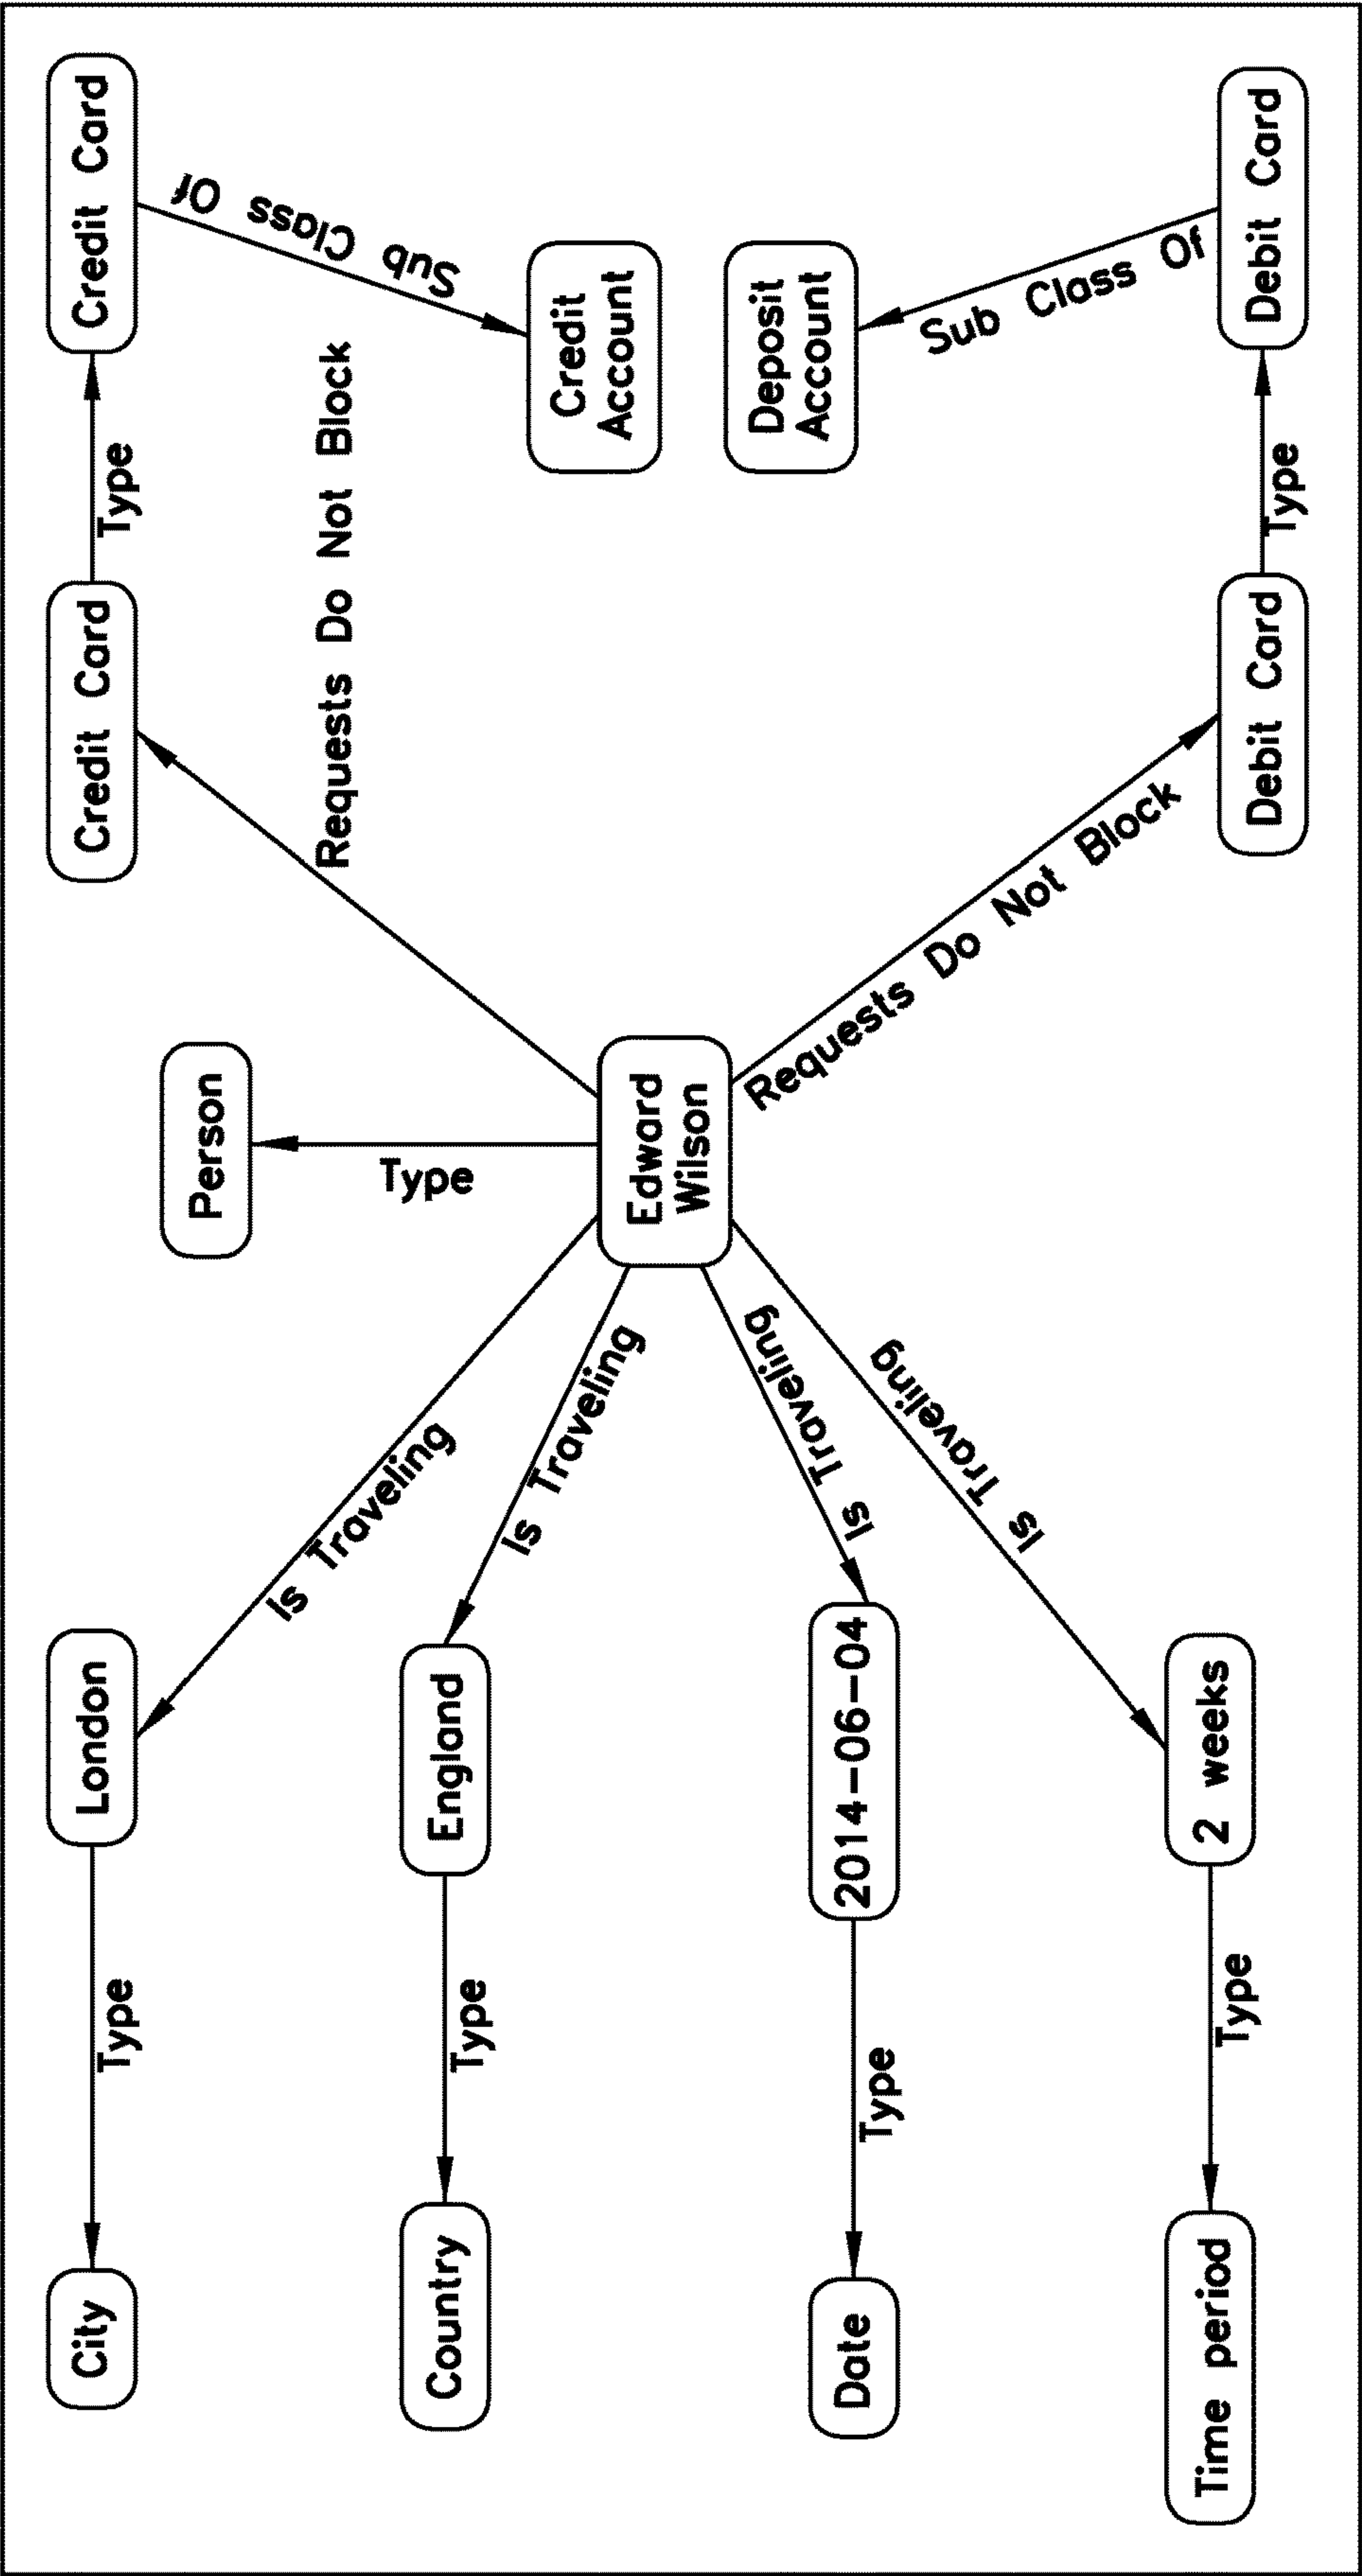 City
Type
London
Is Traveling
Country
Type
England
Is Traveling
Date
Type
2014-06-04
Is Traveling
Time period
Type
2 weeks
Is Traveling
Person
Type
Edward
Wilson
Requests Do Not Block
Credit Card
Type
Credit Card
Sub Class Of
Credit
Account
Deposit
Account
Sub Class Of
Requests Do Not Block
Debit Card
Type
Debit Card